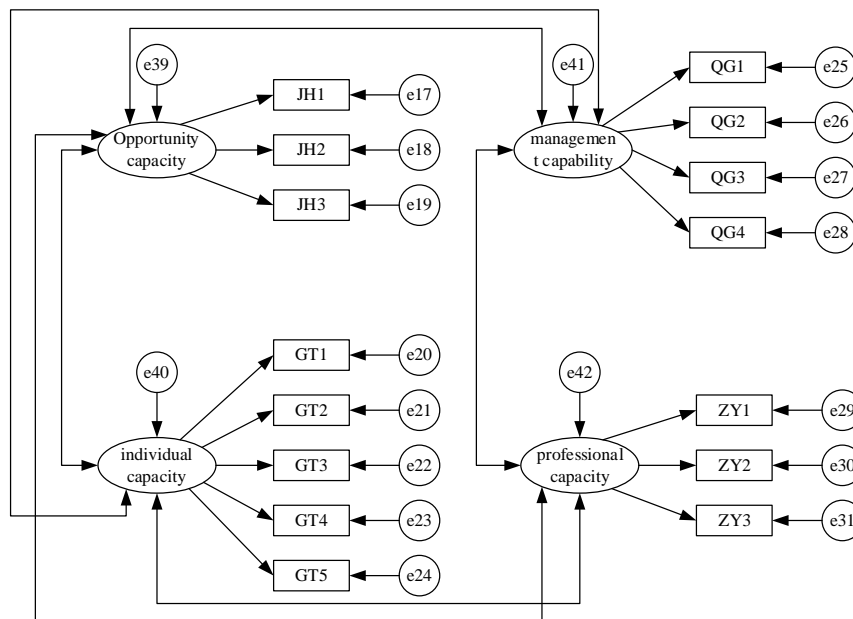 e39
e41
QG1
e25
JH1
e17
QG2
e26
Opportunity
capacity
JH2
e18
managemen
t capability
QG3
e27
JH3
e19
QG4
e28
GT1
e20
e40
e42
GT2
e21
ZY1
e29
individual
capacity
GT3
e22
professional
capacity
ZY2
e30
GT4
e23
ZY3
e31
GT5
e24